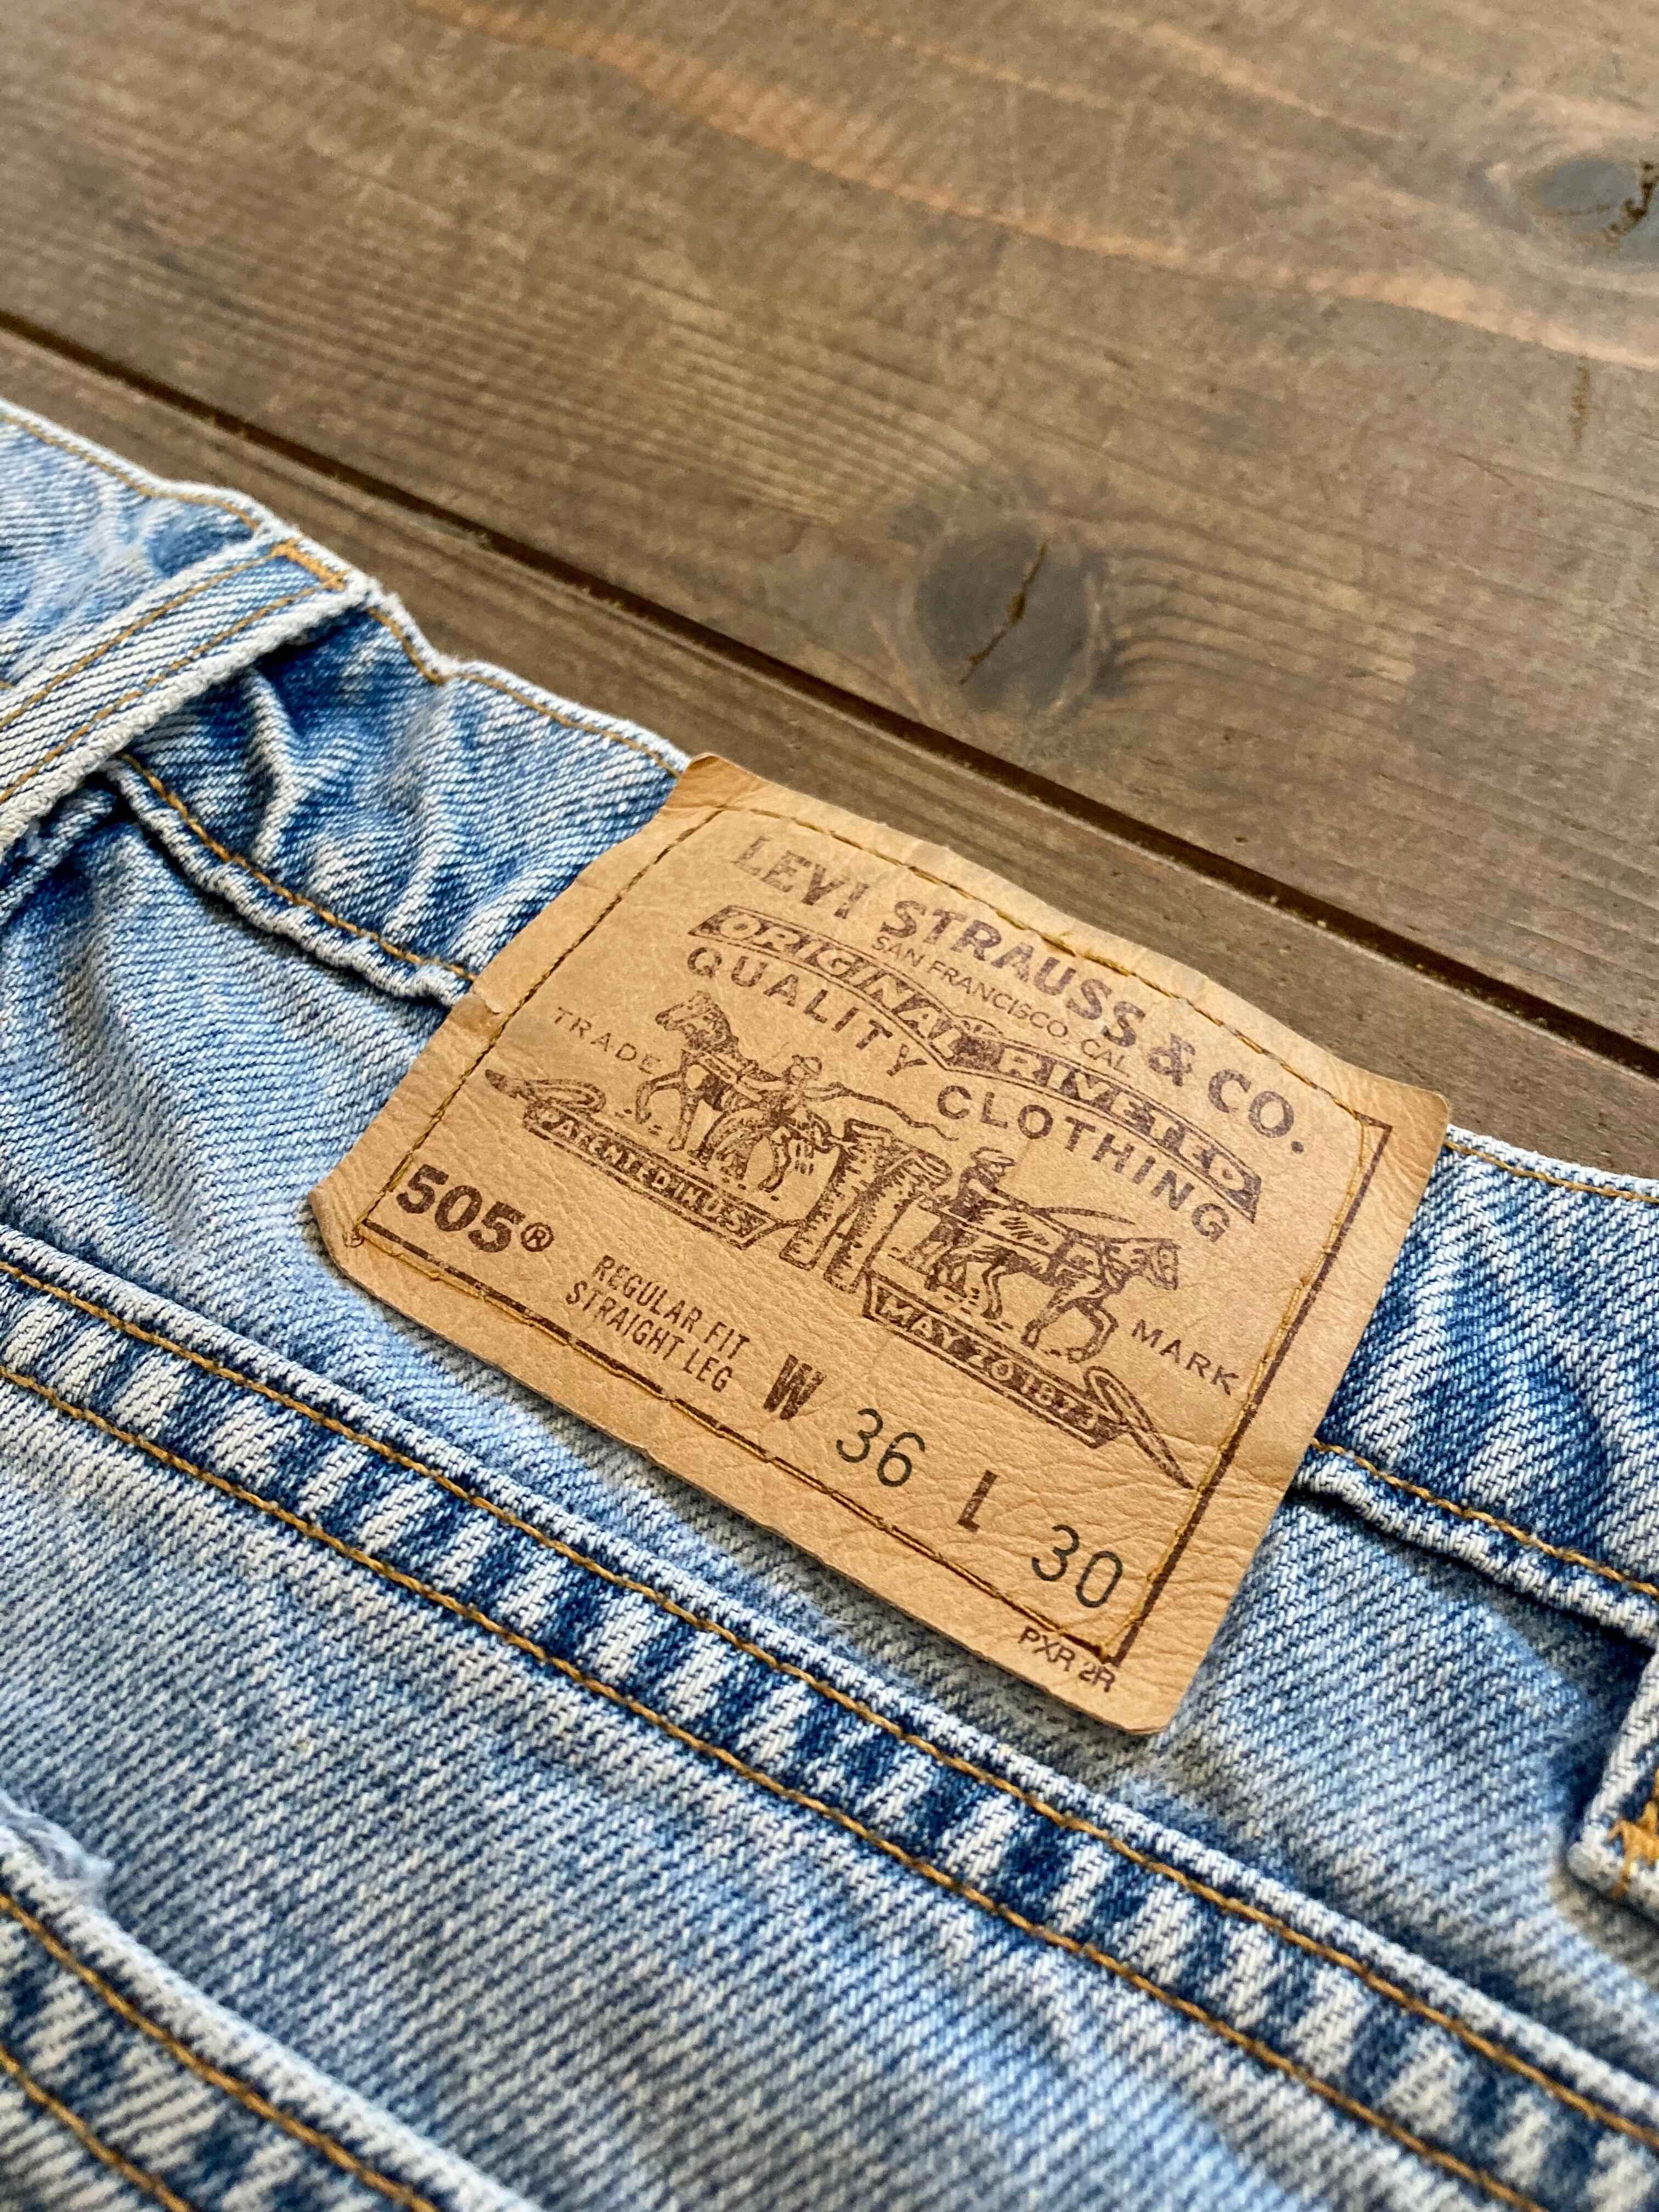 LEVI STRAUSS & CO.
SAN FRANCISCO, CAL
ORIGINAL RIVETED
QUALITY CLOTHING
TRADE MARK
PATENTED IN U.S.
MAY 20 1873
505®
REGULAR FIT
STRAIGHT LEG
W 36 L 30
PXR 2R